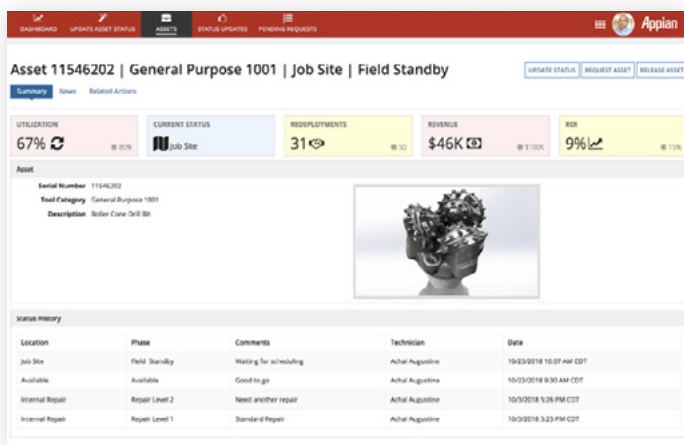 DASHBOARD UPDATE ASSET STATUS ASSETS STATUS UPDATES PENDING REQUESTS Appian
Asset 11546202 | General Purpose 1001 | Job Site | Field Standby
UPDATE STATUS REQUEST ASSET RELEASE ASSET
Summary News Related Actions
UTILIZATION CURRENT STATUS REDEPLOYMENTS REVENUE ROI
67% 80% Job Site 31 50 $46K $100K 9% 15%
Asset
Serial Number 11546202
Tool Category General Purpose 1001
Description Roller Cone Drill Bit
Status History
Location Phase Comments Technician Date
Job Site Field Standby Waiting for scheduling Achal Augustine 10/23/2018 10:07 AM CDT
Available Available Good to go Achal Augustine 10/23/2018 9:30 AM CDT
Internal Repair Repair Level 2 Need another repair Achal Augustine 10/3/2018 5:26 PM CDT
Internal Repair Repair Level 1 Standard Repair Achal Augustine 10/3/2018 5:25 PM CDT